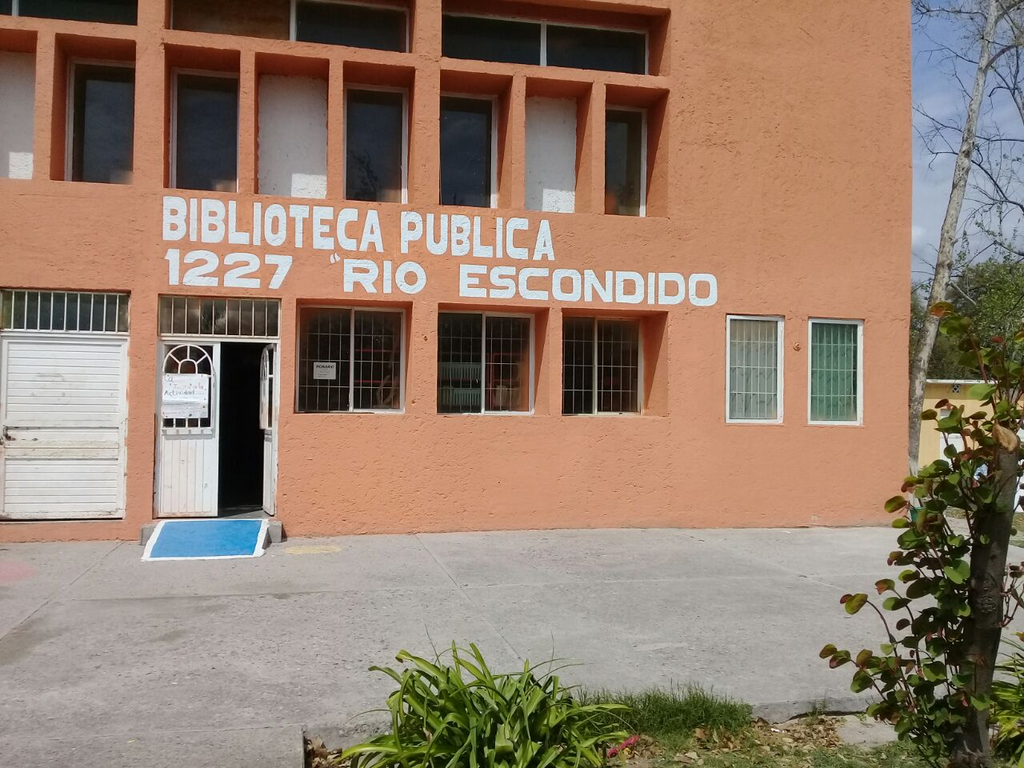 BIBLIOTECA PUBLICA
1227 "RIO ESCONDIDO